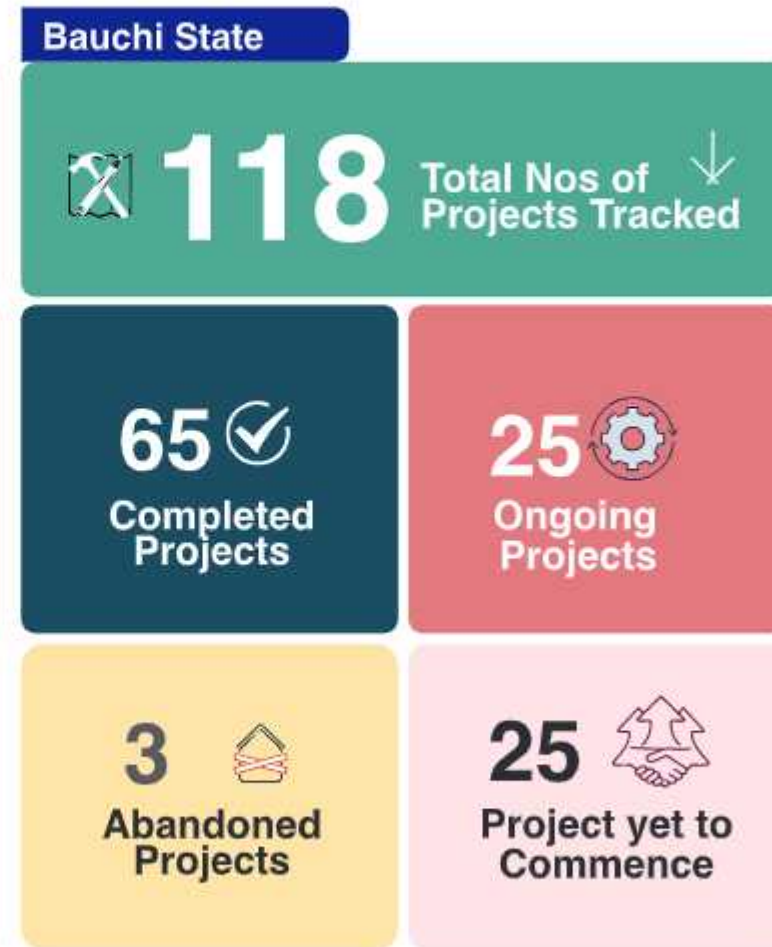 Bauchi State
118
Total Nos of
Projects Tracked
65
Completed
Projects
25
Ongoing
Projects
3
Abandoned
Projects
25
Project yet to
Commence